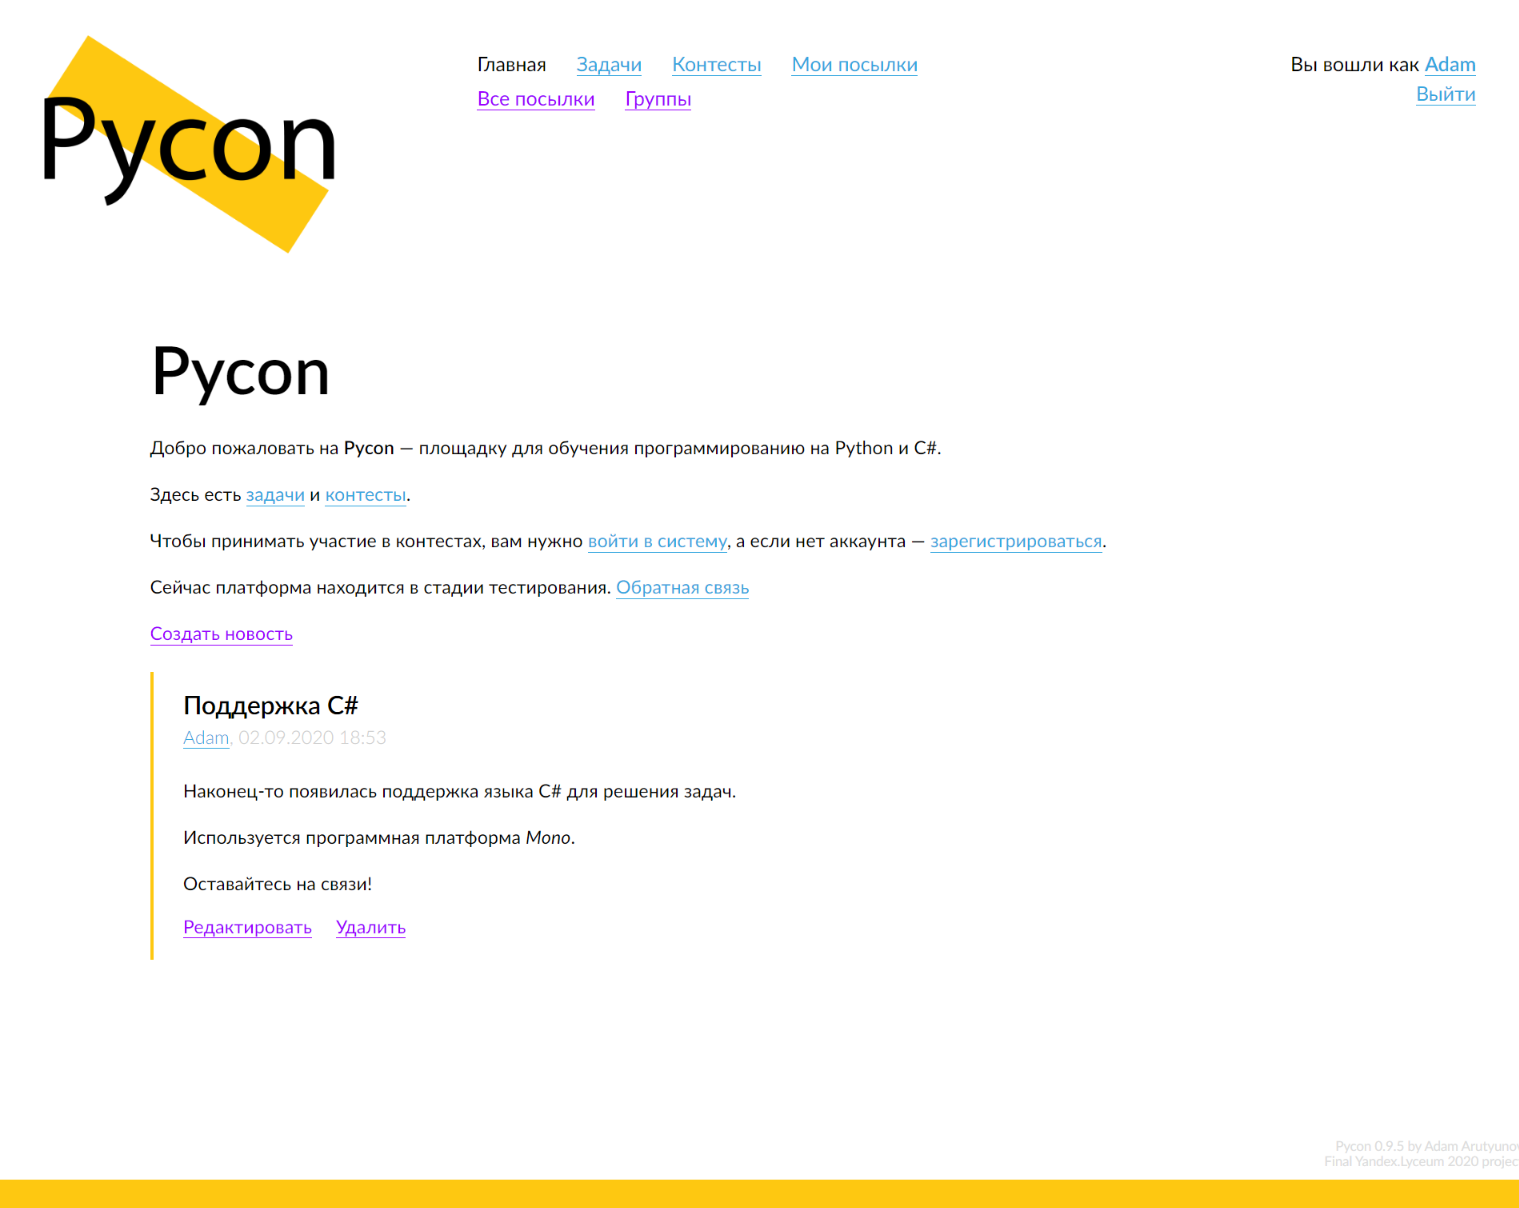 Pycon
Главная Задачи Контесты Мои посылки
Все посылки Группы
Вы вошли как Adam
Выйти
Pycon
Добро пожаловать на Pycon — площадку для обучения программированию на Python и C#.
Здесь есть задачи и контесты.
Чтобы принимать участие в контестах, вам нужно войти в систему, а если нет аккаунта — зарегистрироваться.
Сейчас платформа находится в стадии тестирования. Обратная связь
Создать новость
Поддержка C#
Adam, 02.09.2020 18:53
Наконец-то появилась поддержка языка C# для решения задач.
Используется программная платформа Mono.
Оставайтесь на связи!
Редактировать Удалить
Pycon 0.9.5 by Adam Arutyunov
Final Yandex.Lyceum 2020 projec